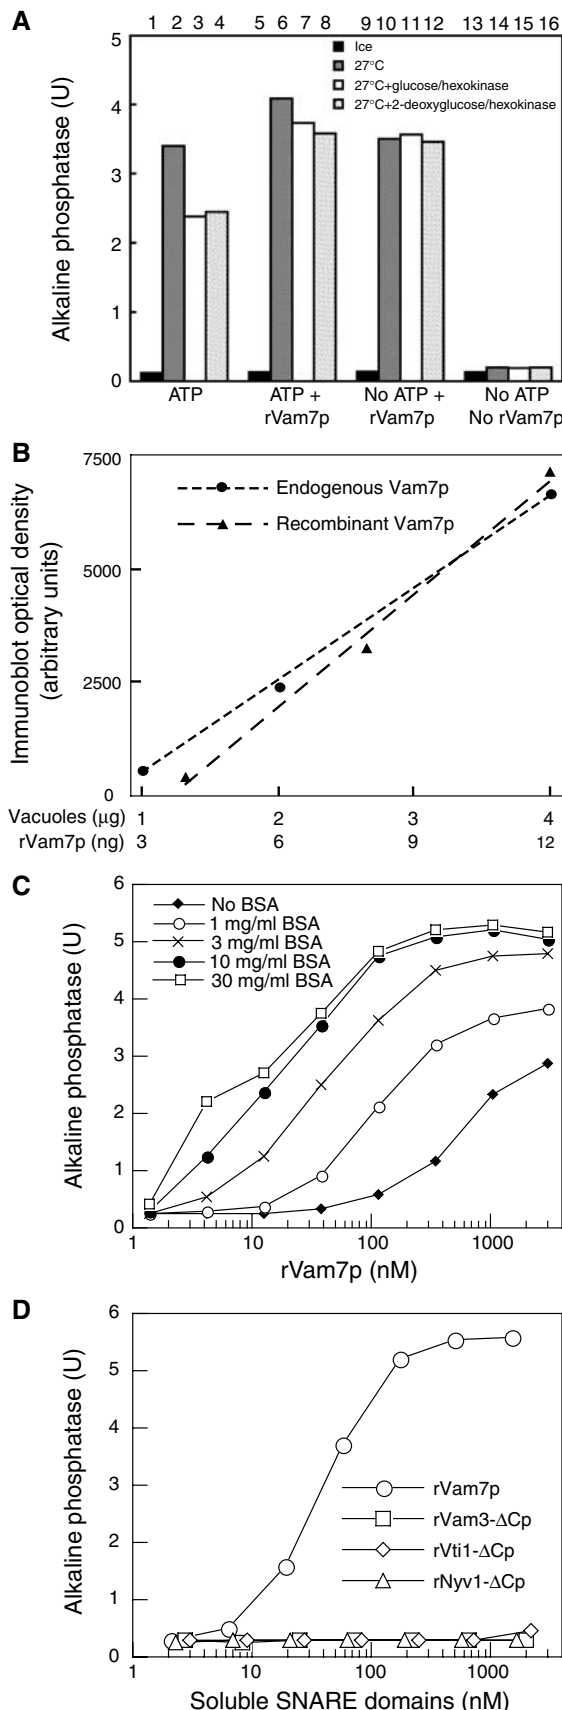 A
1 2 3 4 5 6 7 8 9 10 11 12 13 14 15 16
Alkaline phosphatase (U)
5
4
3
2
1
0
Ice
27°C
27°C+glucose/hexokinase
27°C+2-deoxyglucose/hexokinase
ATP
ATP +
rVam7p
No ATP +
rVam7p
No ATP
No rVam7p
B
Immunoblot optical density
(arbitrary units)
7500
5000
2500
0
Endogenous Vam7p
Recombinant Vam7p
Vacuoles (µg) 1 2 3 4
rVam7p (ng) 3 6 9 12
C
Alkaline phosphatase (U)
6
5
4
3
2
1
0
No BSA
1 mg/ml BSA
3 mg/ml BSA
10 mg/ml BSA
30 mg/ml BSA
1 10 100 1000
rVam7p (nM)
D
Alkaline phosphatase (U)
6
5
4
3
2
1
0
rVam7p
rVam3-ΔCp
rVti1-ΔCp
rNyv1-ΔCp
1 10 100 1000
Soluble SNARE domains (nM)